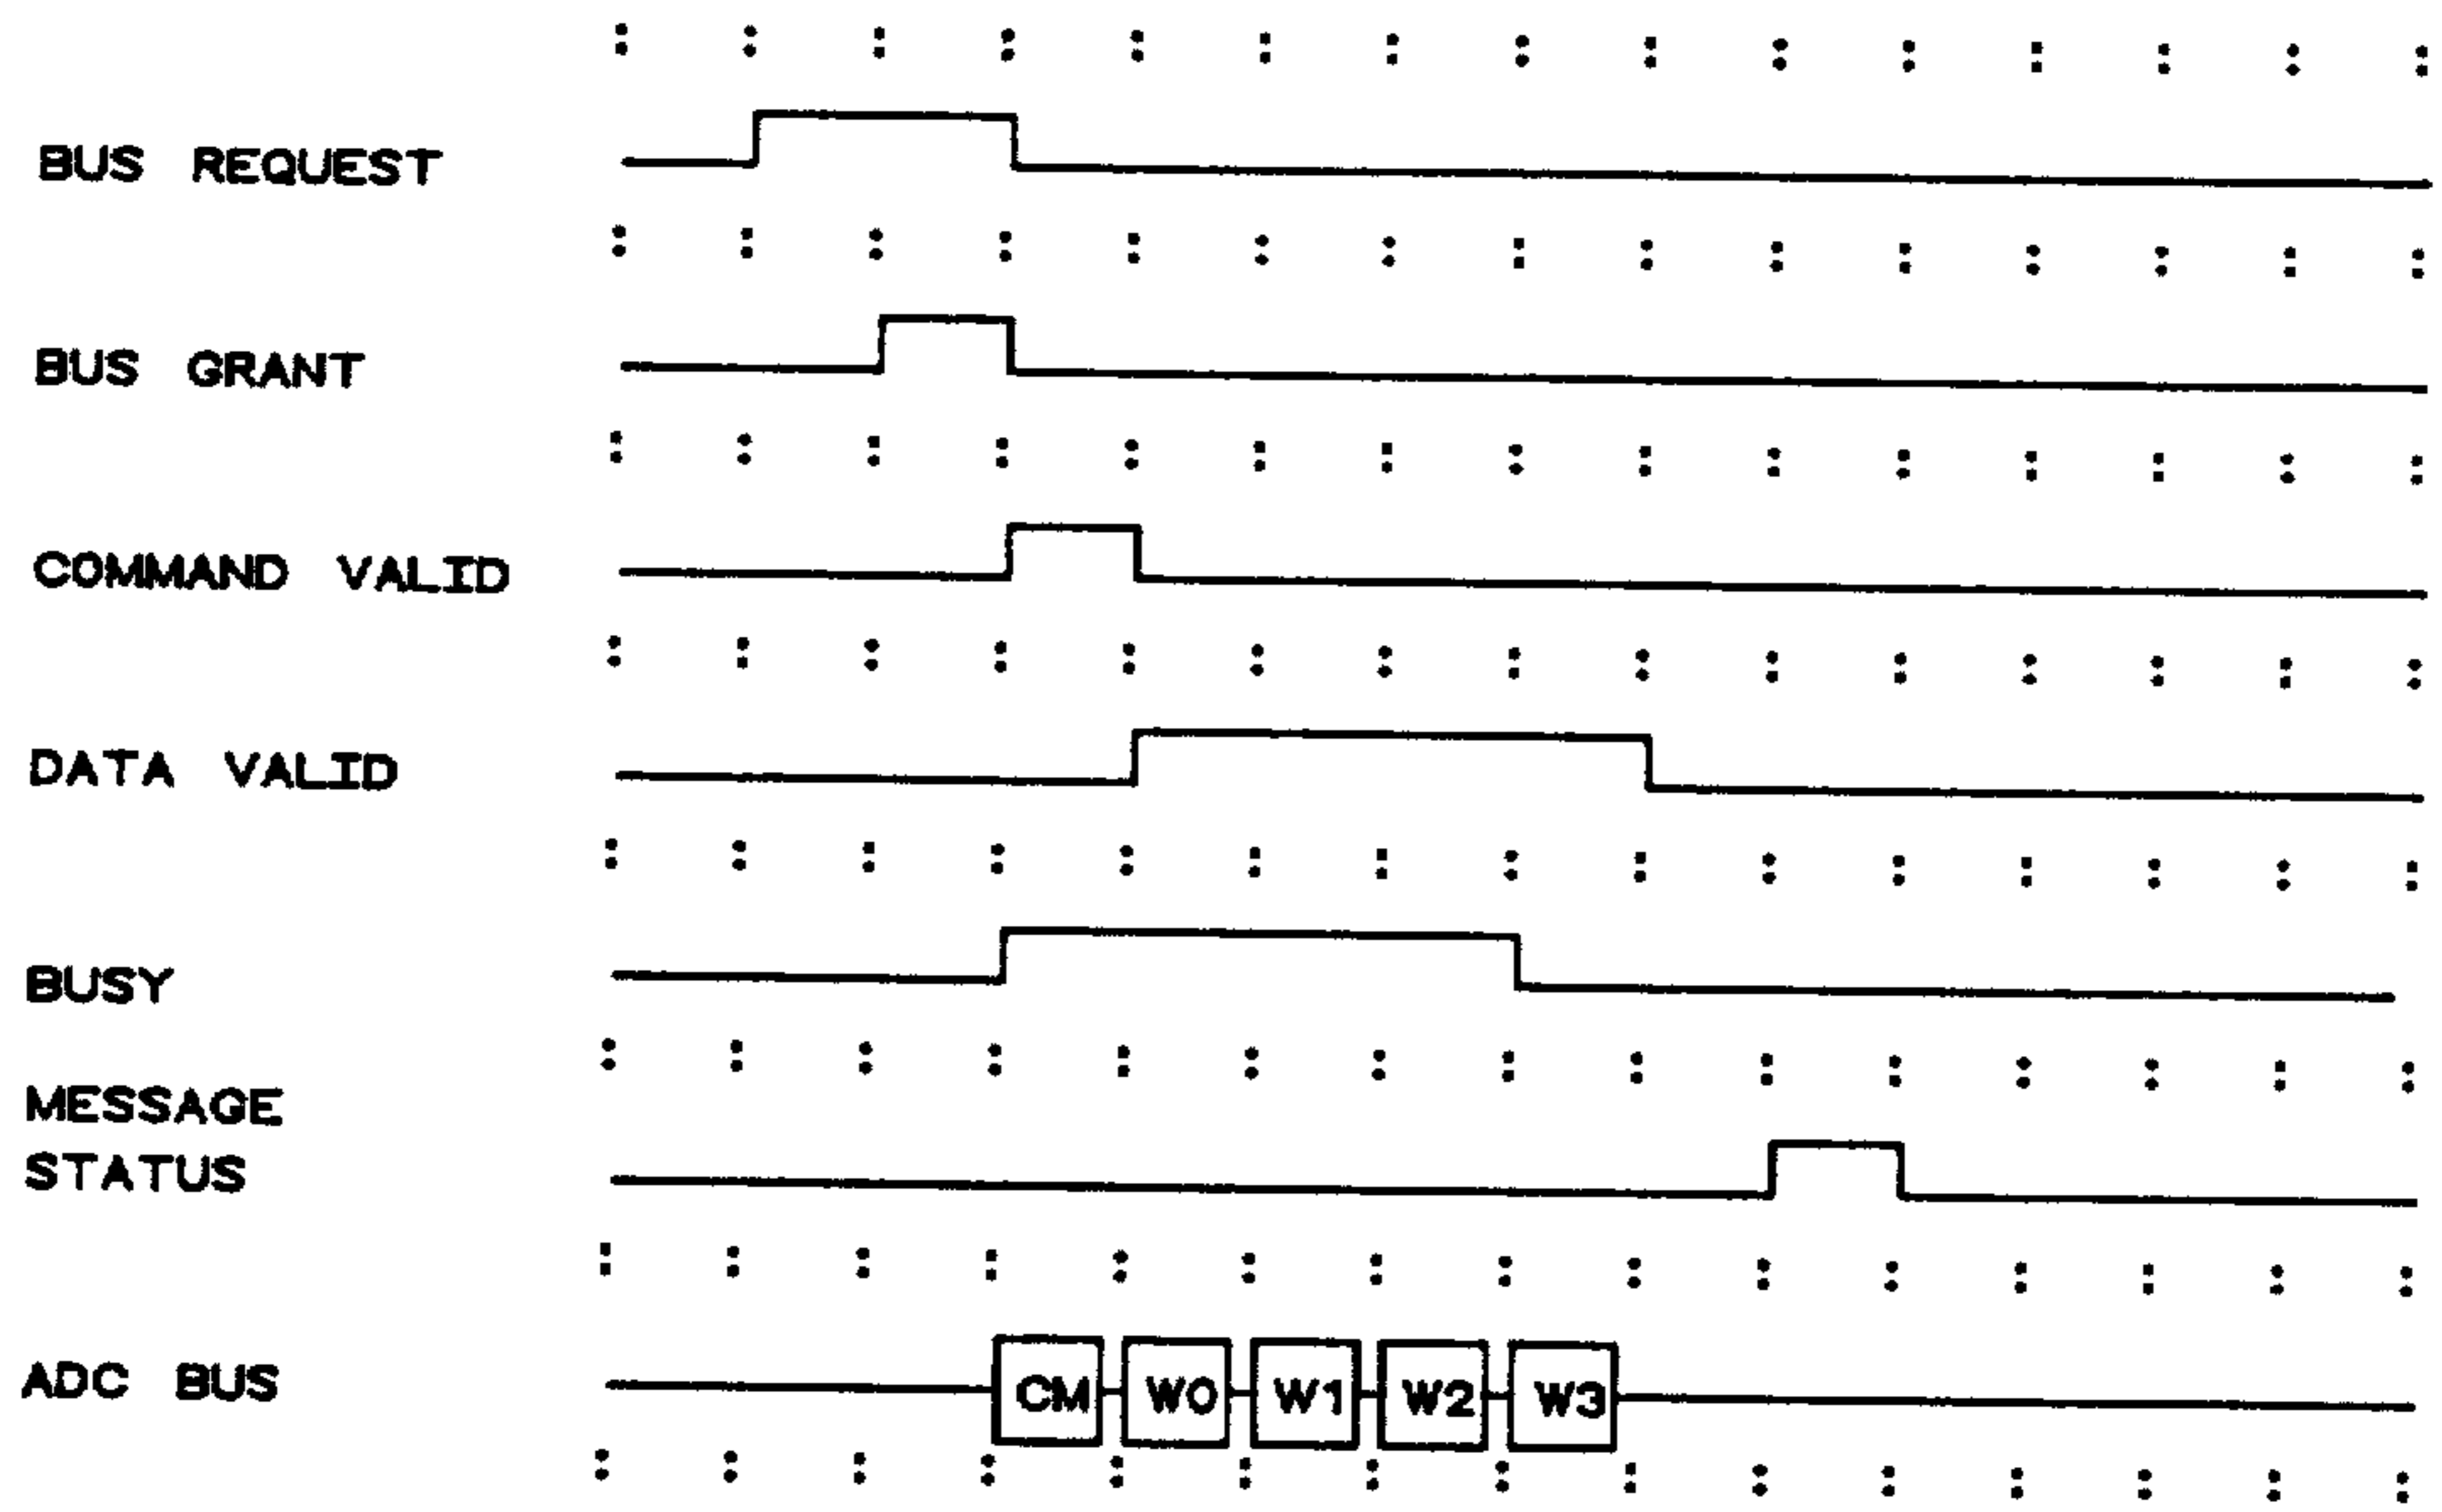 BUS REQUEST
BUS GRANT
COMMAND VALID
DATA VALID
BUSY
MESSAGE
STATUS
ADC BUS
CM W0 W1 W2 W3